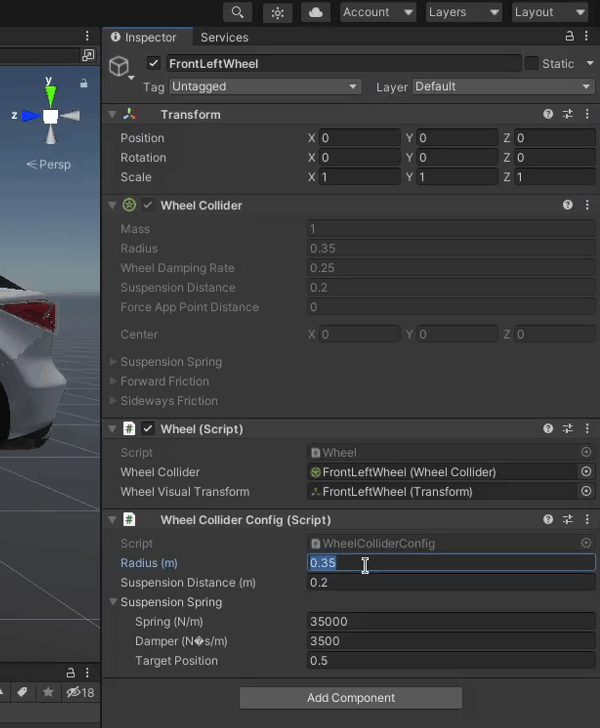 Account Layers Layout
Inspector Services
FrontLeftWheel Static
Tag Untagged Layer Default
y
z
Persp
Transform
Position X 0 Y 0 Z 0
Rotation X 0 Y 0 Z 0
Scale X 1 Y 1 Z 1
Wheel Collider
Mass 1
Radius 0.35
Wheel Damping Rate 0.25
Suspension Distance 0.2
Force App Point Distance 0
Center X 0 Y 0 Z 0
Suspension Spring
Forward Friction
Sideways Friction
# Wheel (Script)
Script Wheel
Wheel Collider FrontLeftWheel (Wheel Collider)
Wheel Visual Transform FrontLeftWheel (Transform)
# Wheel Collider Config (Script)
Script WheelColliderConfig
Radius (m) 0.35
Suspension Distance (m) 0.2
Suspension Spring
Spring (N/m) 35000
Damper (N�s/m) 3500
Target Position 0.5
18
Add Component